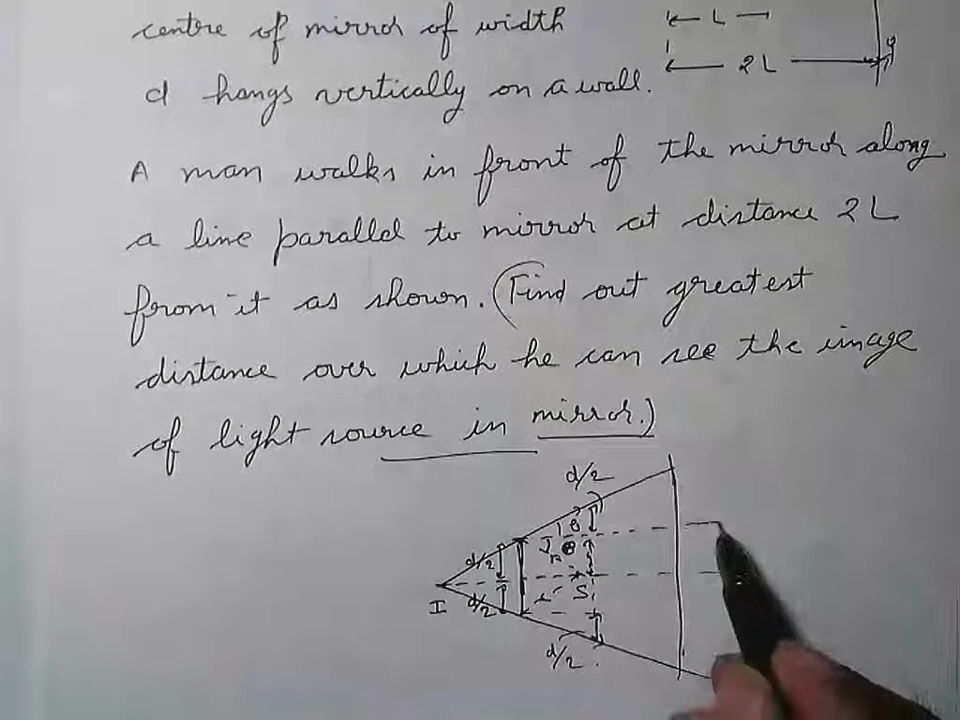 centre of mirror of width
L
2L
d hangs vertically on a wall.
A man walks in front of the mirror along
a line parallel to mirror at distance 2L
from it as shown. (Find out greatest
distance over which he can see the image
of light source in mirror.)
d/2
θ
d/2
I
d/2
S
d/2